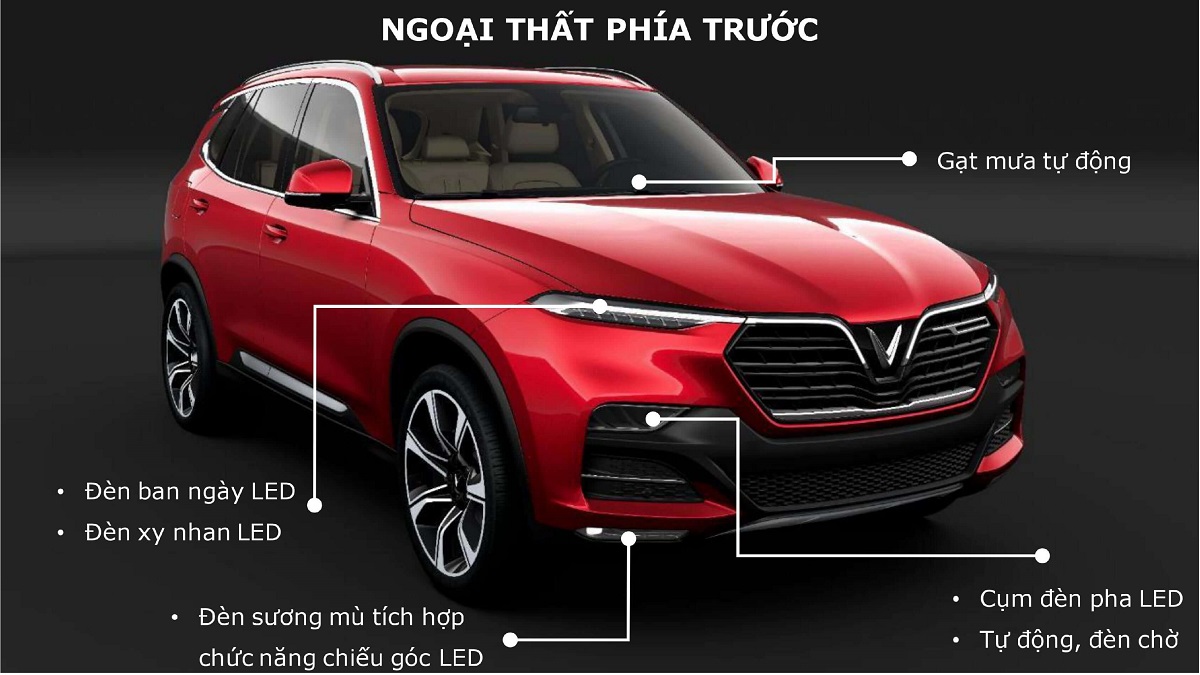 NGOẠI THẤT PHÍA TRƯỚC
Gạt mưa tự động
• Đèn ban ngày LED
• Đèn xy nhan LED
• Đèn sương mù tích hợp
chức năng chiếu góc LED
• Cụm đèn pha LED
• Tự động, đèn chờ